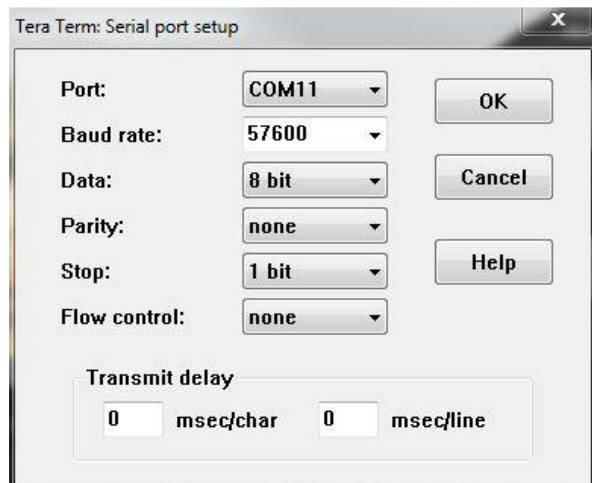 Tera Term: Serial port setup
x
Port: COM11
OK
Baud rate: 57600
Data: 8 bit
Cancel
Parity: none
Stop: 1 bit
Help
Flow control: none
Transmit delay
0 msec/char 0 msec/line